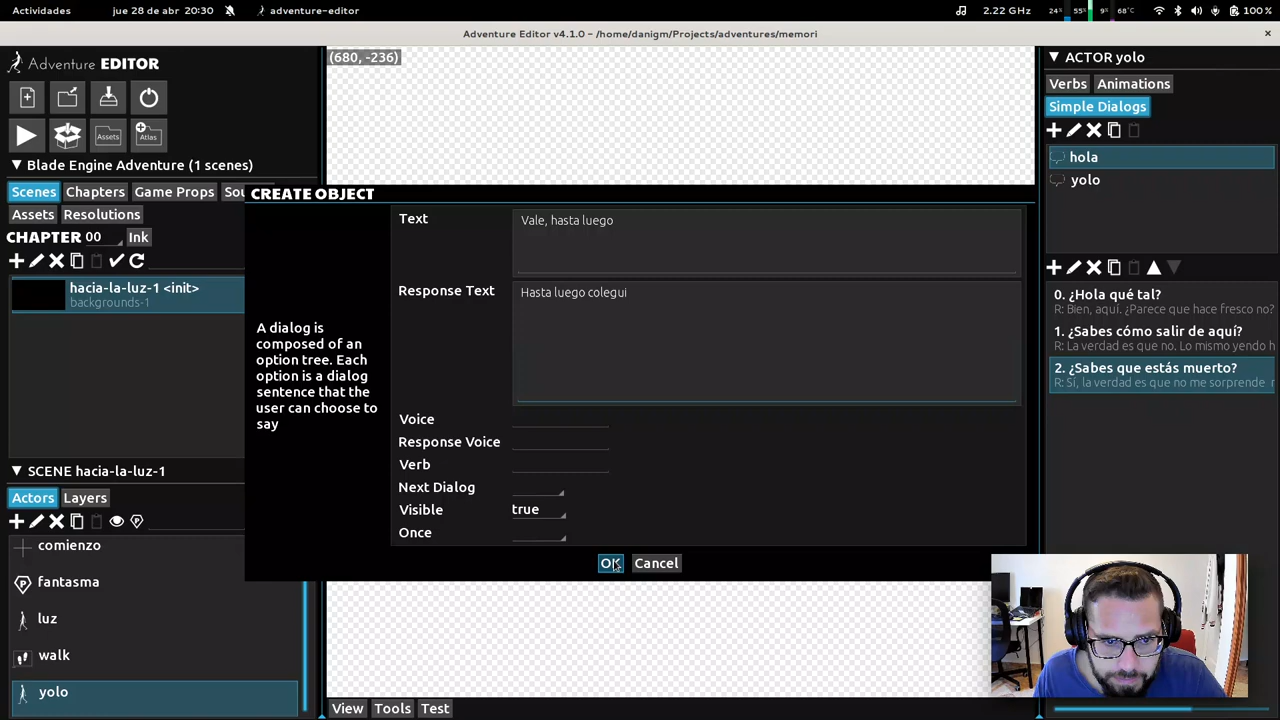 Actividades jue 28 de abr 20:30 adventure-editor 2.22 GHz 24% 55% 9% 68°C 100 %
Adventure Editor v4.1.0 - /home/danigm/Projects/adventures/memori ×
Adventure EDITOR
(680, -236)
▼ ACTOR yolo
Verbs Animations
Simple Dialogs
Assets Atlas
▼ Blade Engine Adventure (1 scenes)
hola
yolo
Scenes Chapters Game Props Sou
Assets Resolutions
CHAPTER 00 Ink
CREATE OBJECT
Text Vale, hasta luego
Response Text Hasta luego colegui
hacia-la-luz-1 <init>
backgrounds-1
A dialog is
composed of an
option tree. Each
option is a dialog
sentence that the
user can choose to
say
Voice
Response Voice
Verb
Next Dialog
Visible true
Once
OK Cancel
0. ¿Hola qué tal?
R: Bien, aquí. ¿Parece que hace fresco no?
1. ¿Sabes cómo salir de aquí?
R: La verdad es que no. Lo mismo yendo h
2. ¿Sabes que estás muerto?
R: Sí, la verdad es que no me sorprende r
▼ SCENE hacia-la-luz-1
Actors Layers
comienzo
fantasma
luz
walk
yolo
View Tools Test